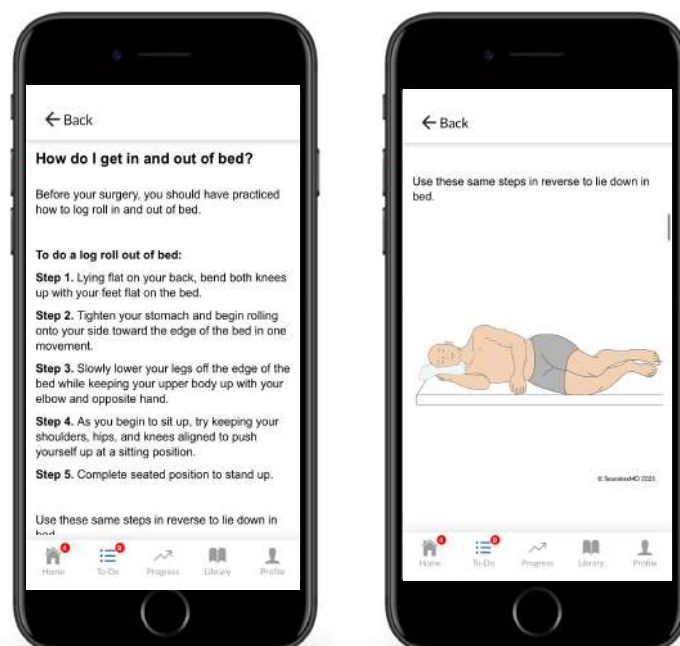 ← Back
How do I get in and out of bed?
Before your surgery, you should have practiced
how to log roll in and out of bed.
To do a log roll out of bed:
Step 1. Lying flat on your back, bend both knees
up with your feet flat on the bed.
Step 2. Tighten your stomach and begin rolling
onto your side toward the edge of the bed in one
movement.
Step 3. Slowly lower your legs off the edge of the
bed while keeping your upper body up with your
elbow and opposite hand.
Step 4. As you begin to sit up, try keeping your
shoulders, hips, and knees aligned to push
yourself up at a sitting position.
Step 5. Complete seated position to stand up.
Use these same steps in reverse to lie down in
bed.
4
9
Home
To-Do
Progress
Library
Profile
← Back
Use these same steps in reverse to lie down in
bed.
© SeamlessMD 2021
4
9
Home
To-Do
Progress
Library
Profile